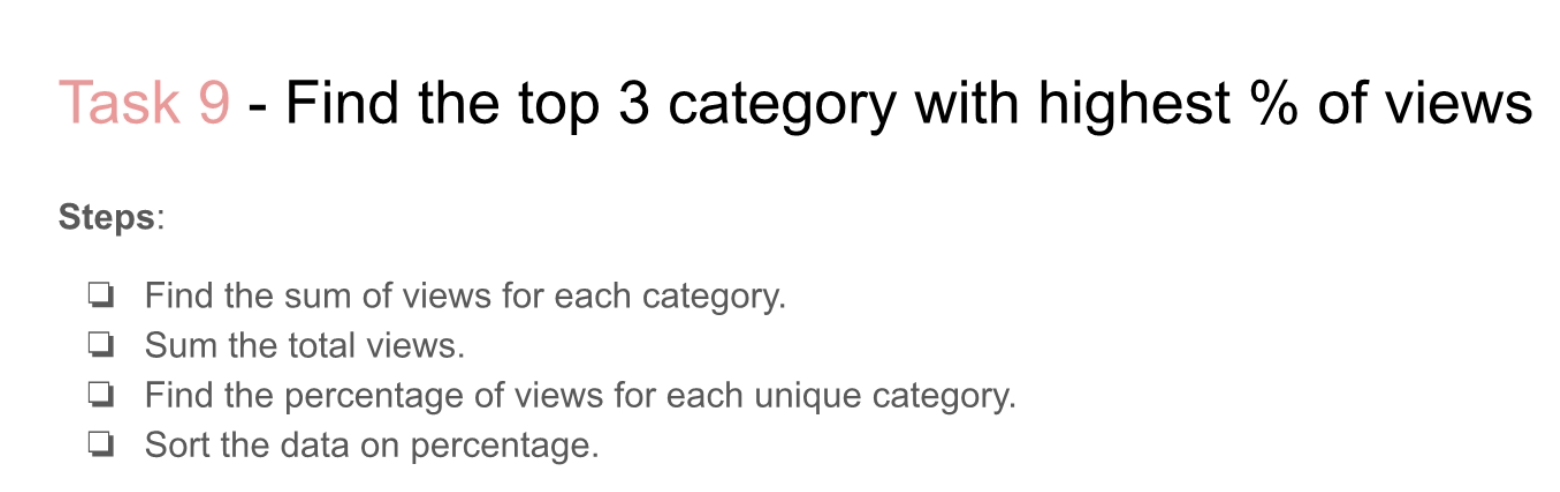 Task 9 - Find the top 3 category with highest % of views
Steps:
❏ Find the sum of views for each category.
❏ Sum the total views.
❏ Find the percentage of views for each unique category.
❏ Sort the data on percentage.